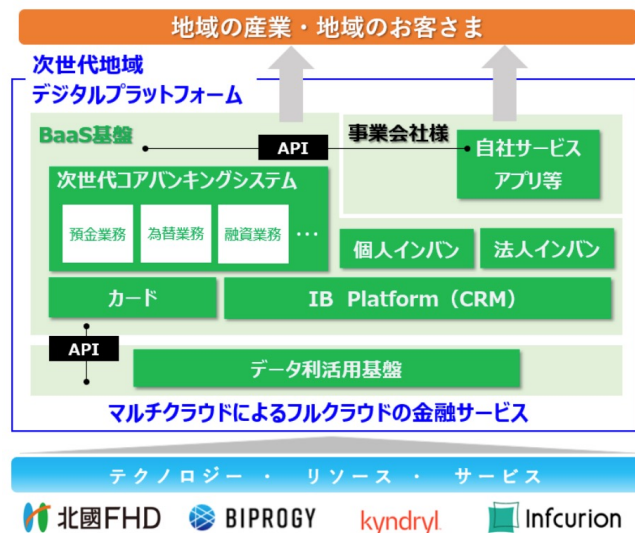 地域の産業・地域のお客さま
次世代地域
デジタルプラットフォーム
BaaS基盤
API
事業会社様
自社サービス
アプリ等
次世代コアバンキングシステム
預金業務
為替業務
融資業務
・・・
個人インバン
法人インバン
カード
IB Platform（CRM）
API
データ利活用基盤
マルチクラウドによるフルクラウドの金融サービス
テクノロジー ・ リソース ・ サービス
北國FHD
BIPROGY
kyndryl
Infcurion